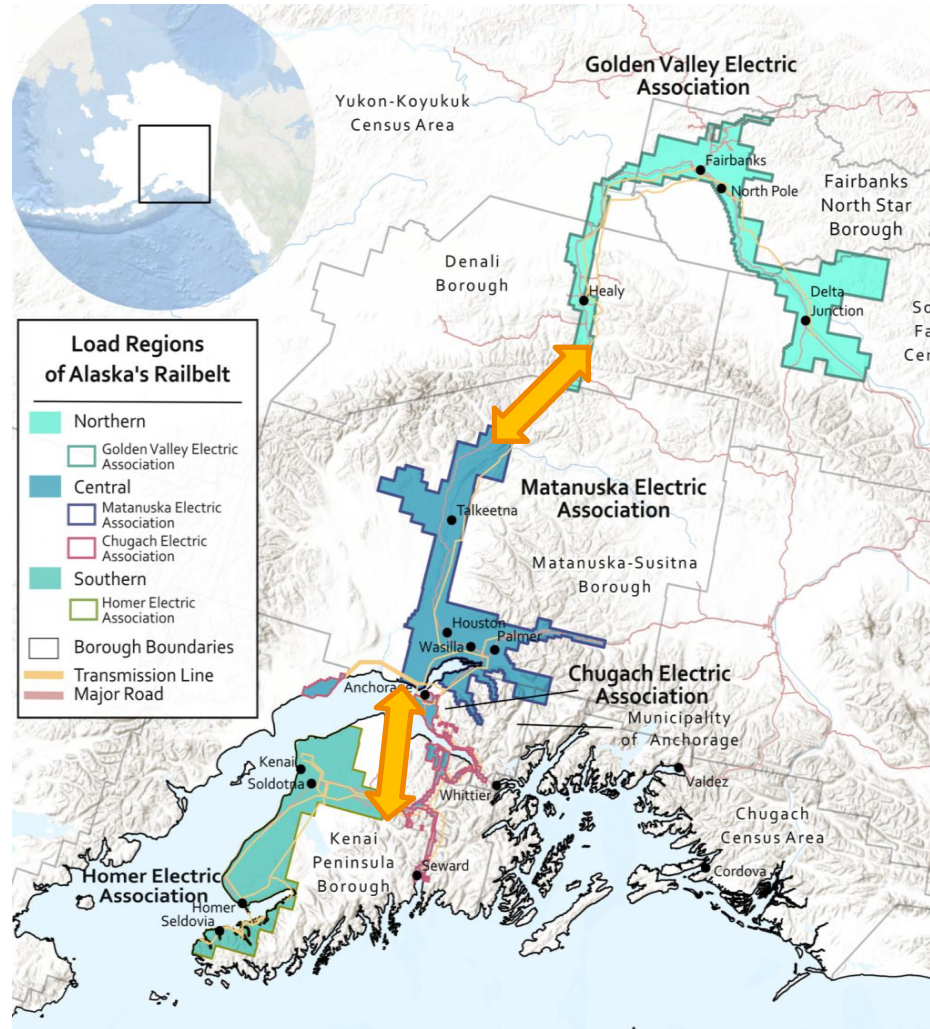 Golden Valley Electric
Association
Yukon-Koyukuk
Census Area
Fairbanks
North Pole
Fairbanks
North Star
Borough
Denali
Borough
Healy
Delta
Junction
Load Regions
of Alaska's Railbelt
Northern
Golden Valley Electric
Association
Central
Matanuska Electric
Association
Chugach Electric
Association
Southern
Homer Electric
Association
Borough Boundaries
Transmission Line
Major Road
Matanuska Electric
Association
Talkeetna
Matanuska-Susitna
Borough
Houston
Wasilla
Palmer
Chugach Electric
Association
Anchorage
Municipality
of Anchorage
Kenai
Soldotna
Whittier
Valdez
Chugach
Census Area
Kenai
Peninsula
Borough
Seward
Cordova
Homer Electric
Association
Homer
Seldovia